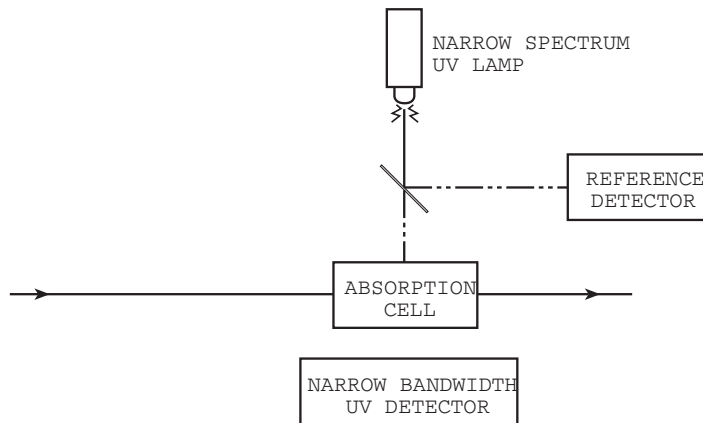 NARROW SPECTRUM
UV LAMP
REFERENCE
DETECTOR
ABSORPTION
CELL
NARROW BANDWIDTH
UV DETECTOR